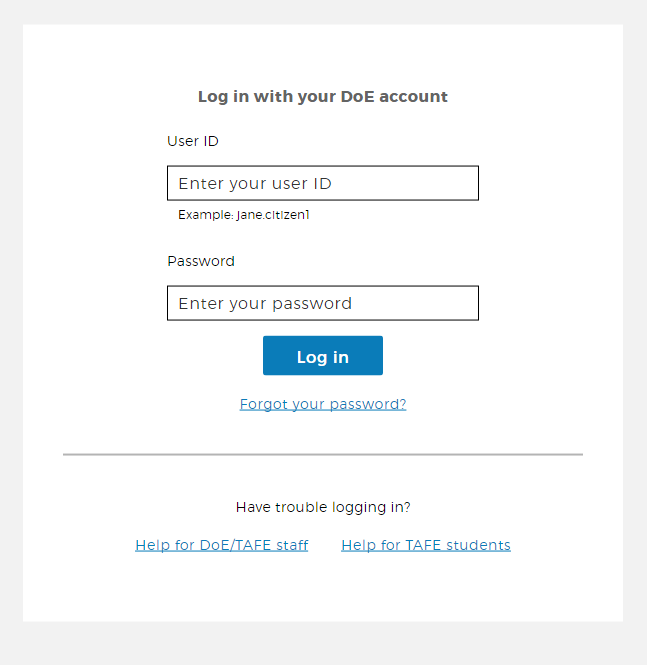 Log in with your DoE account
User ID
Enter your user ID
Example: jane.citizen1
Password
Enter your password
Log in
Forgot your password?
Have trouble logging in?
Help for DoE/TAFE staff Help for TAFE students